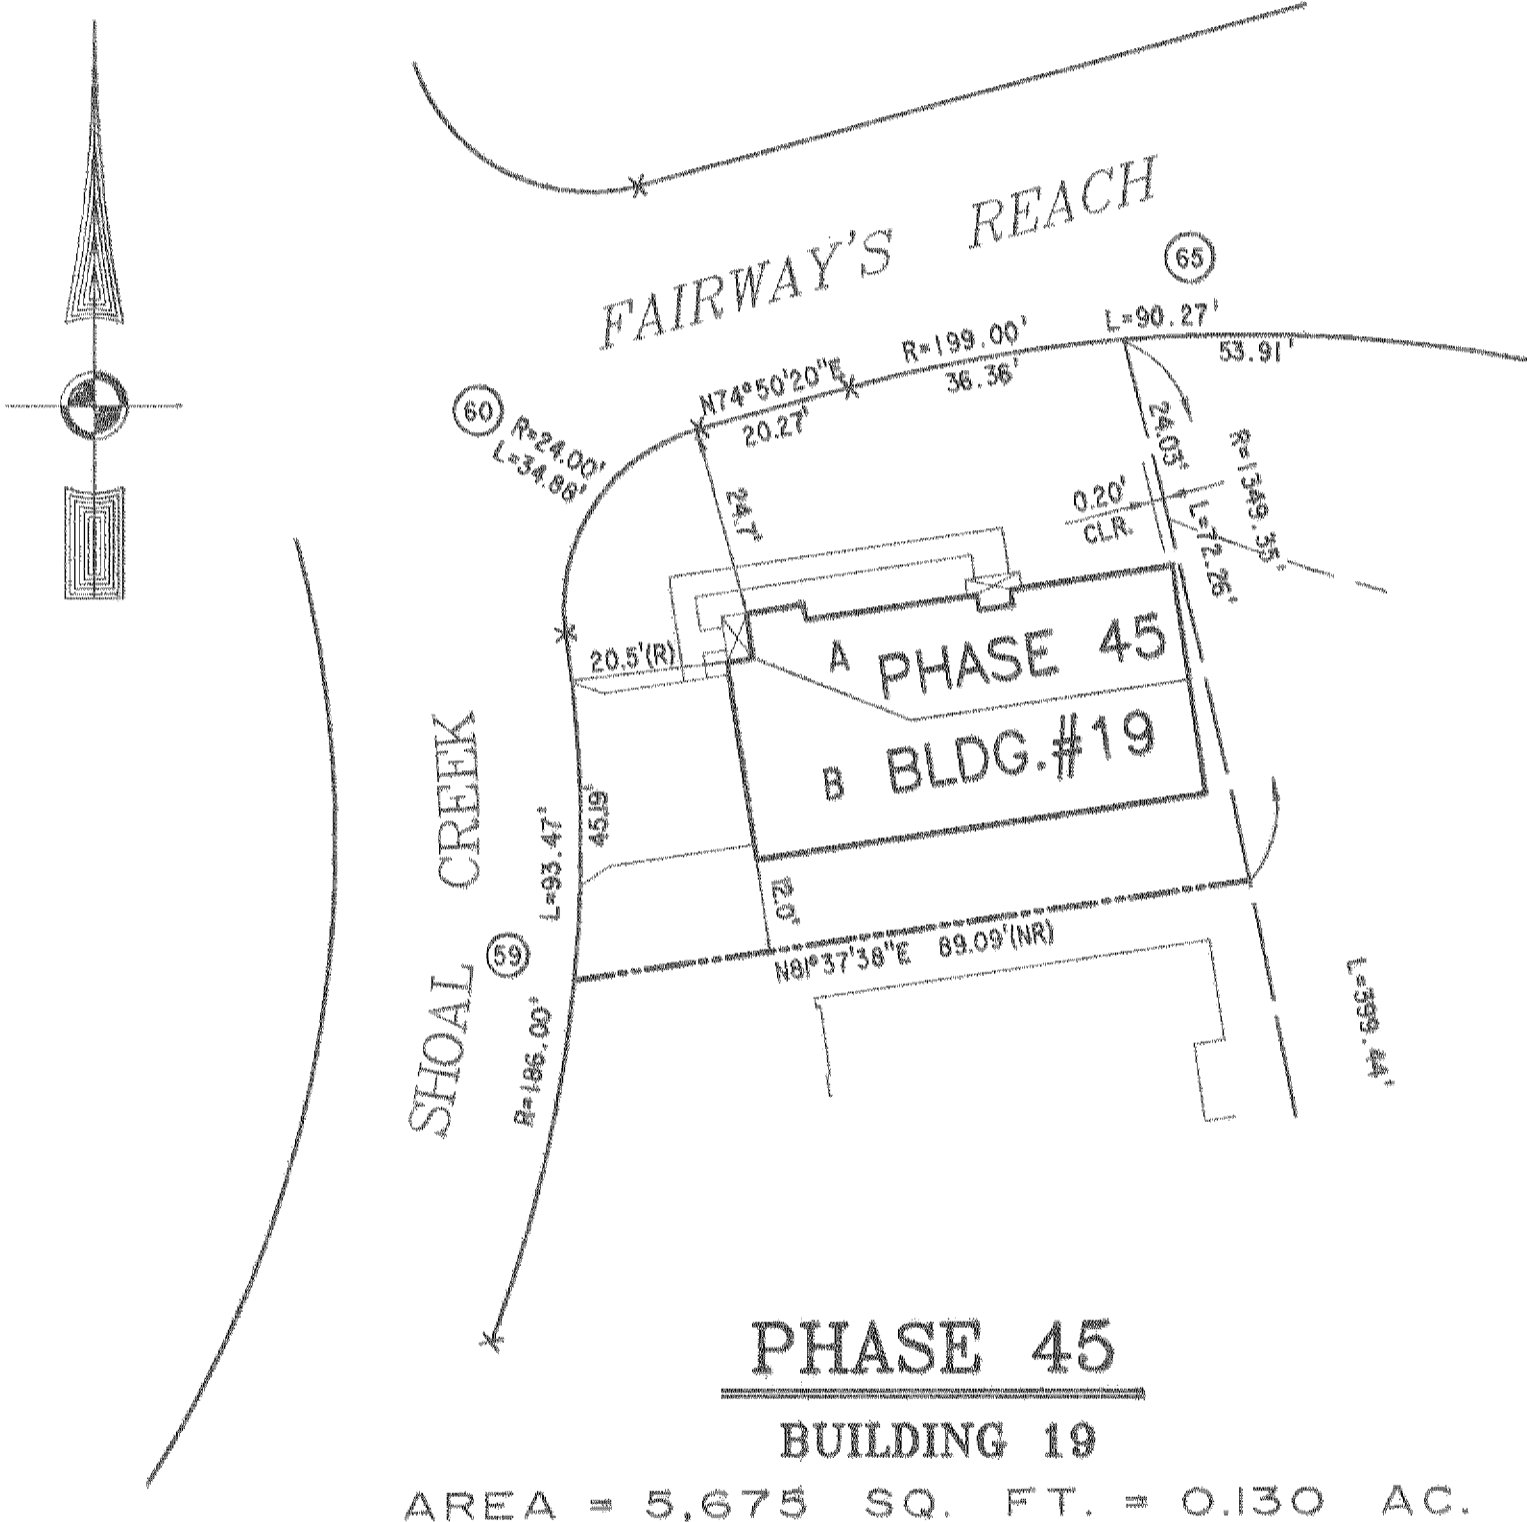 FAIRWAY'S REACH
65
L=90.27'
53.91'
R=199.00'
36.36'
N74°50'20"E
20.27'
60
R=24.00'
L=34.88'
24.7'
24.03'
R=1349.35'
0.20'
CLR.
L=72.26'
20.5'(R)
A PHASE 45
B BLDG.#19
SHOAL CREEK
L=93.47'
45.19'
12.0'
59
R=186.00'
N81°37'38"E 89.09'(NR)
L=399.44'
PHASE 45
BUILDING 19
AREA = 5,675 SQ. FT. = 0.130 AC.